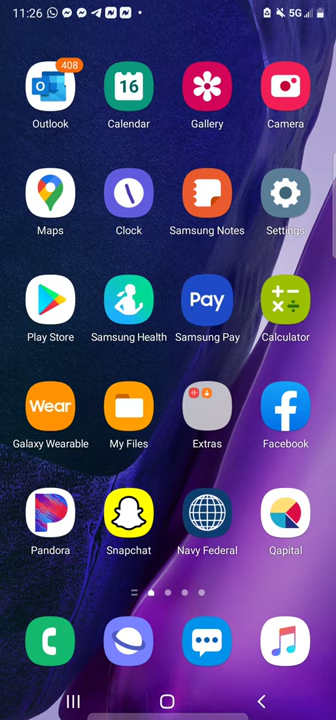 11:26 5G
408
Outlook 16 Calendar Gallery Camera
Maps Clock Samsung Notes Settings
Play Store Samsung Health Pay Samsung Pay Calculator
Wear Galaxy Wearable My Files Extras Facebook
Pandora Snapchat Navy Federal Qapital